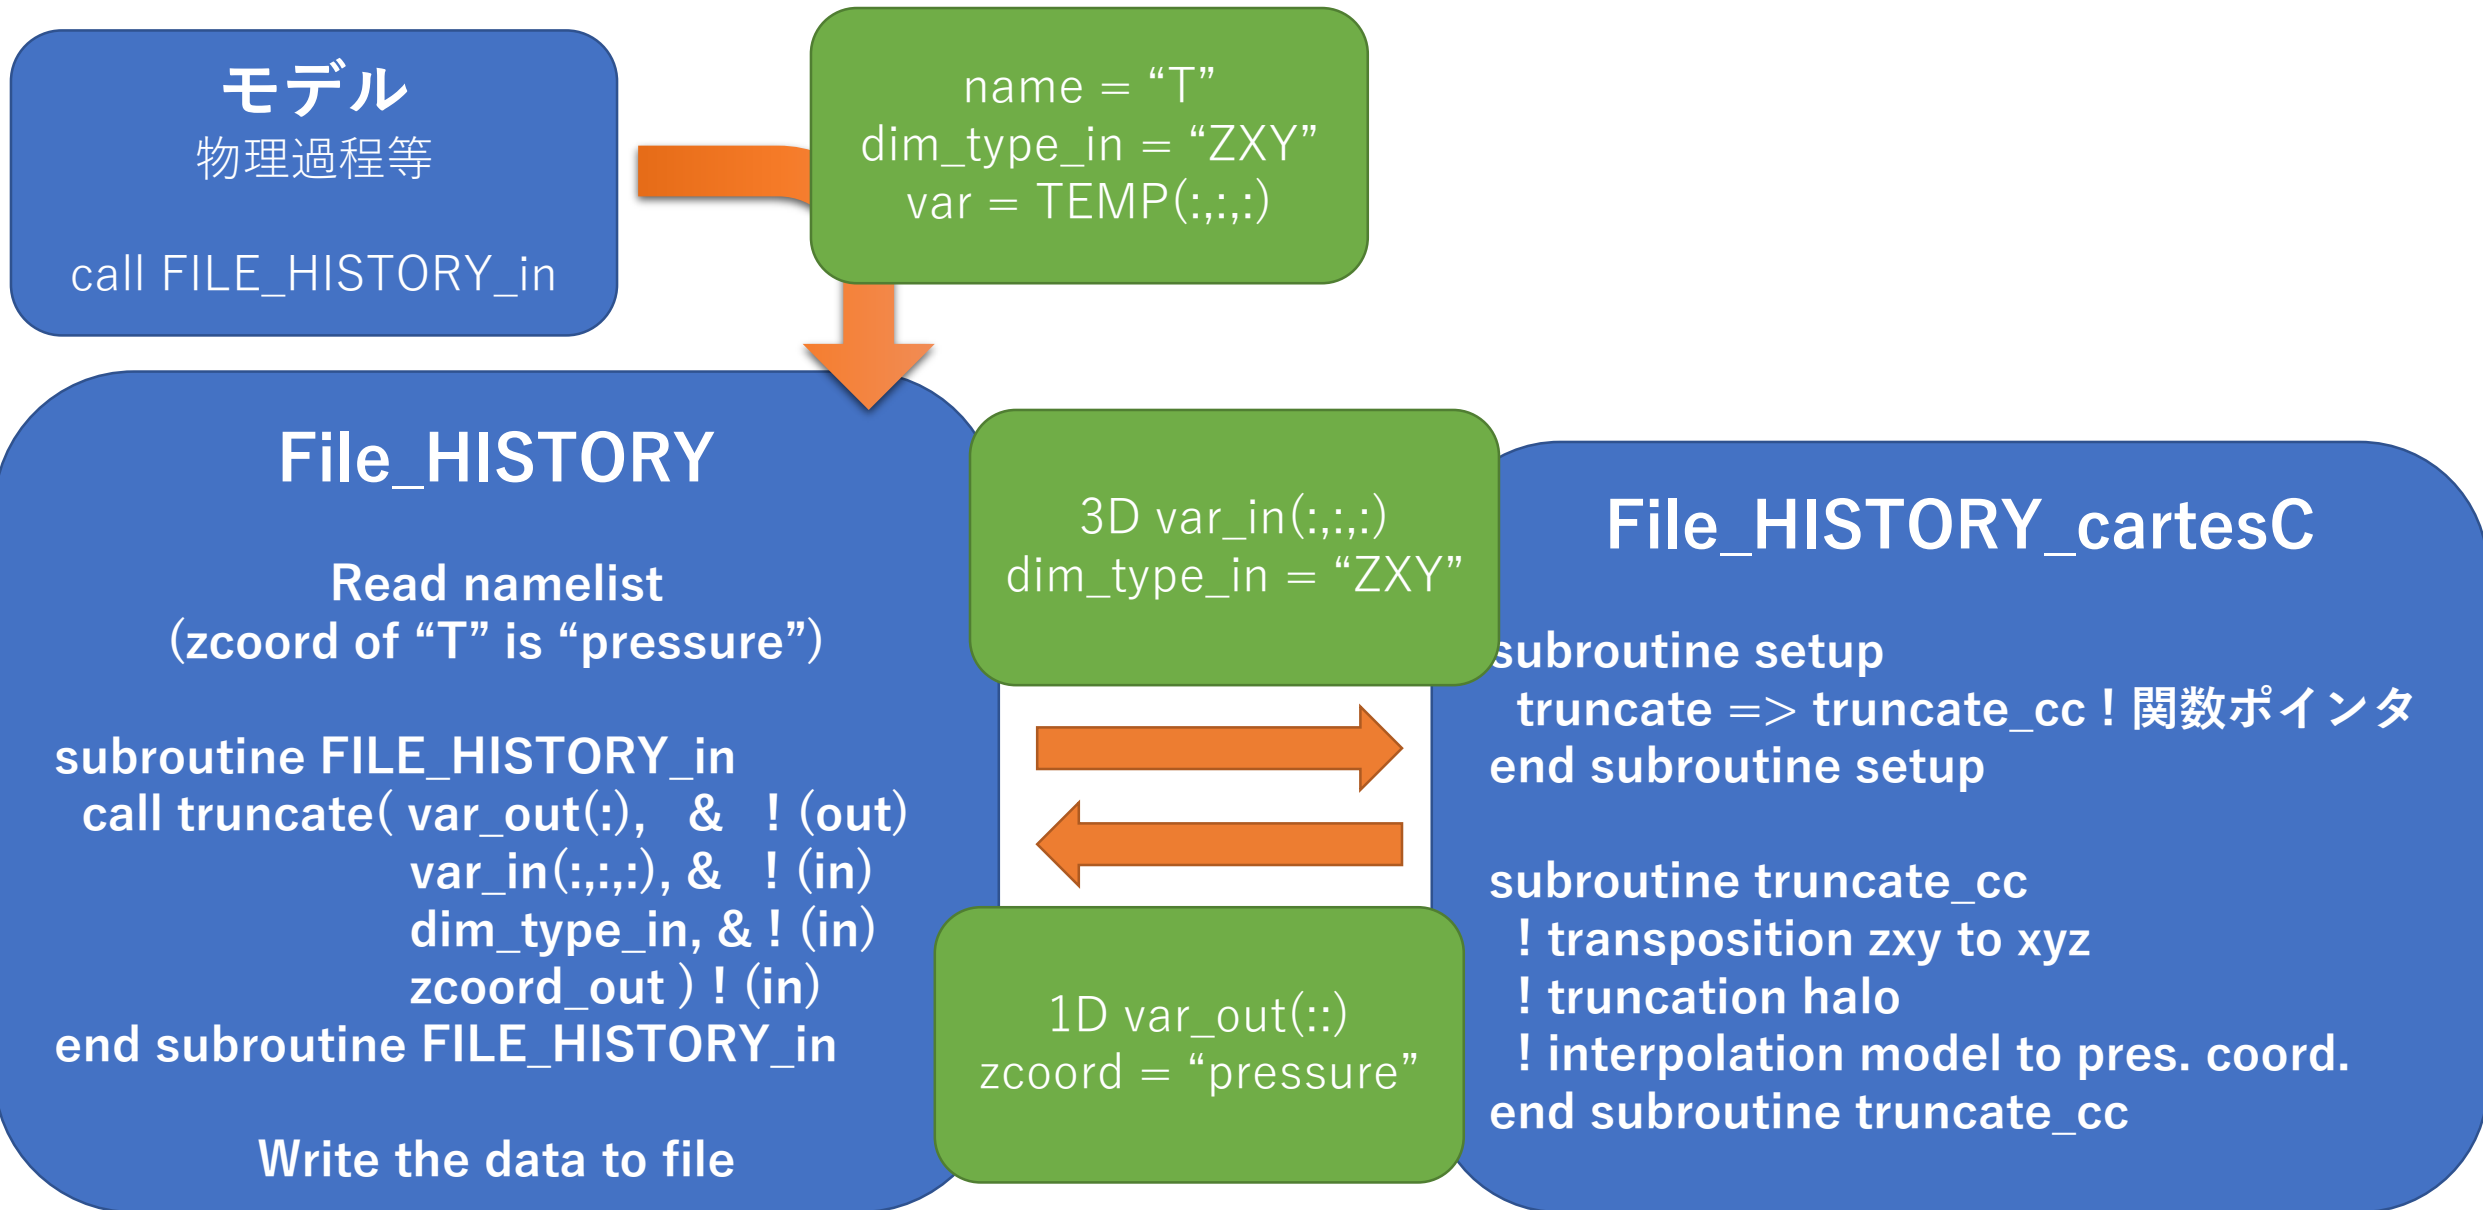 モデル
物理過程等
call FILE_HISTORY_in
name = “T”
dim_type_in = “ZXY”
var = TEMP(:,:,:)
File_HISTORY
Read namelist
(zcoord of “T” is “pressure”)
subroutine FILE_HISTORY_in
call truncate( var_out(:), & ! (out)
var_in(:,:,:), & ! (in)
dim_type_in, & ! (in)
zcoord_out ) ! (in)
end subroutine FILE_HISTORY_in
Write the data to file
3D var_in(:,:,:)
dim_type_in = “ZXY”
1D var_out(::)
zcoord = “pressure”
File_HISTORY_cartesC
subroutine setup
truncate => truncate_cc ! 関数ポインタ
end subroutine setup
subroutine truncate_cc
! transposition zxy to xyz
! truncation halo
! interpolation model to pres. coord.
end subroutine truncate_cc